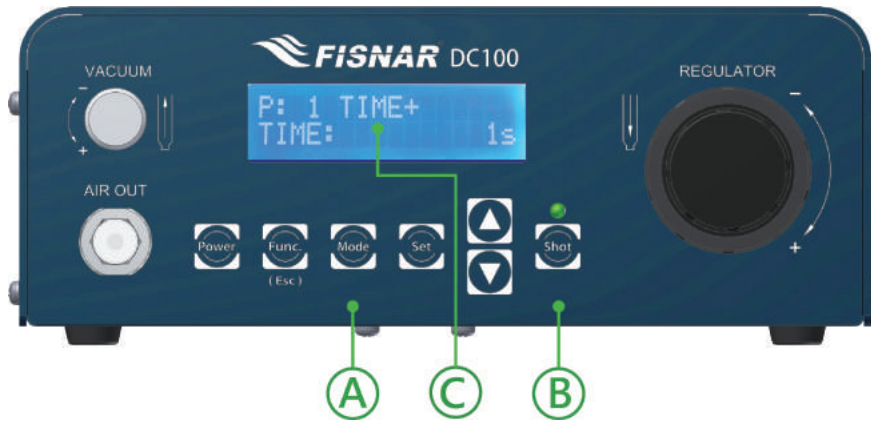 FISNAR DC100
VACUUM
REGULATOR
P: 1 TIME+
TIME: 1s
AIR OUT
Power
Func.
(Esc)
Mode
Set
Shot
A
C
B